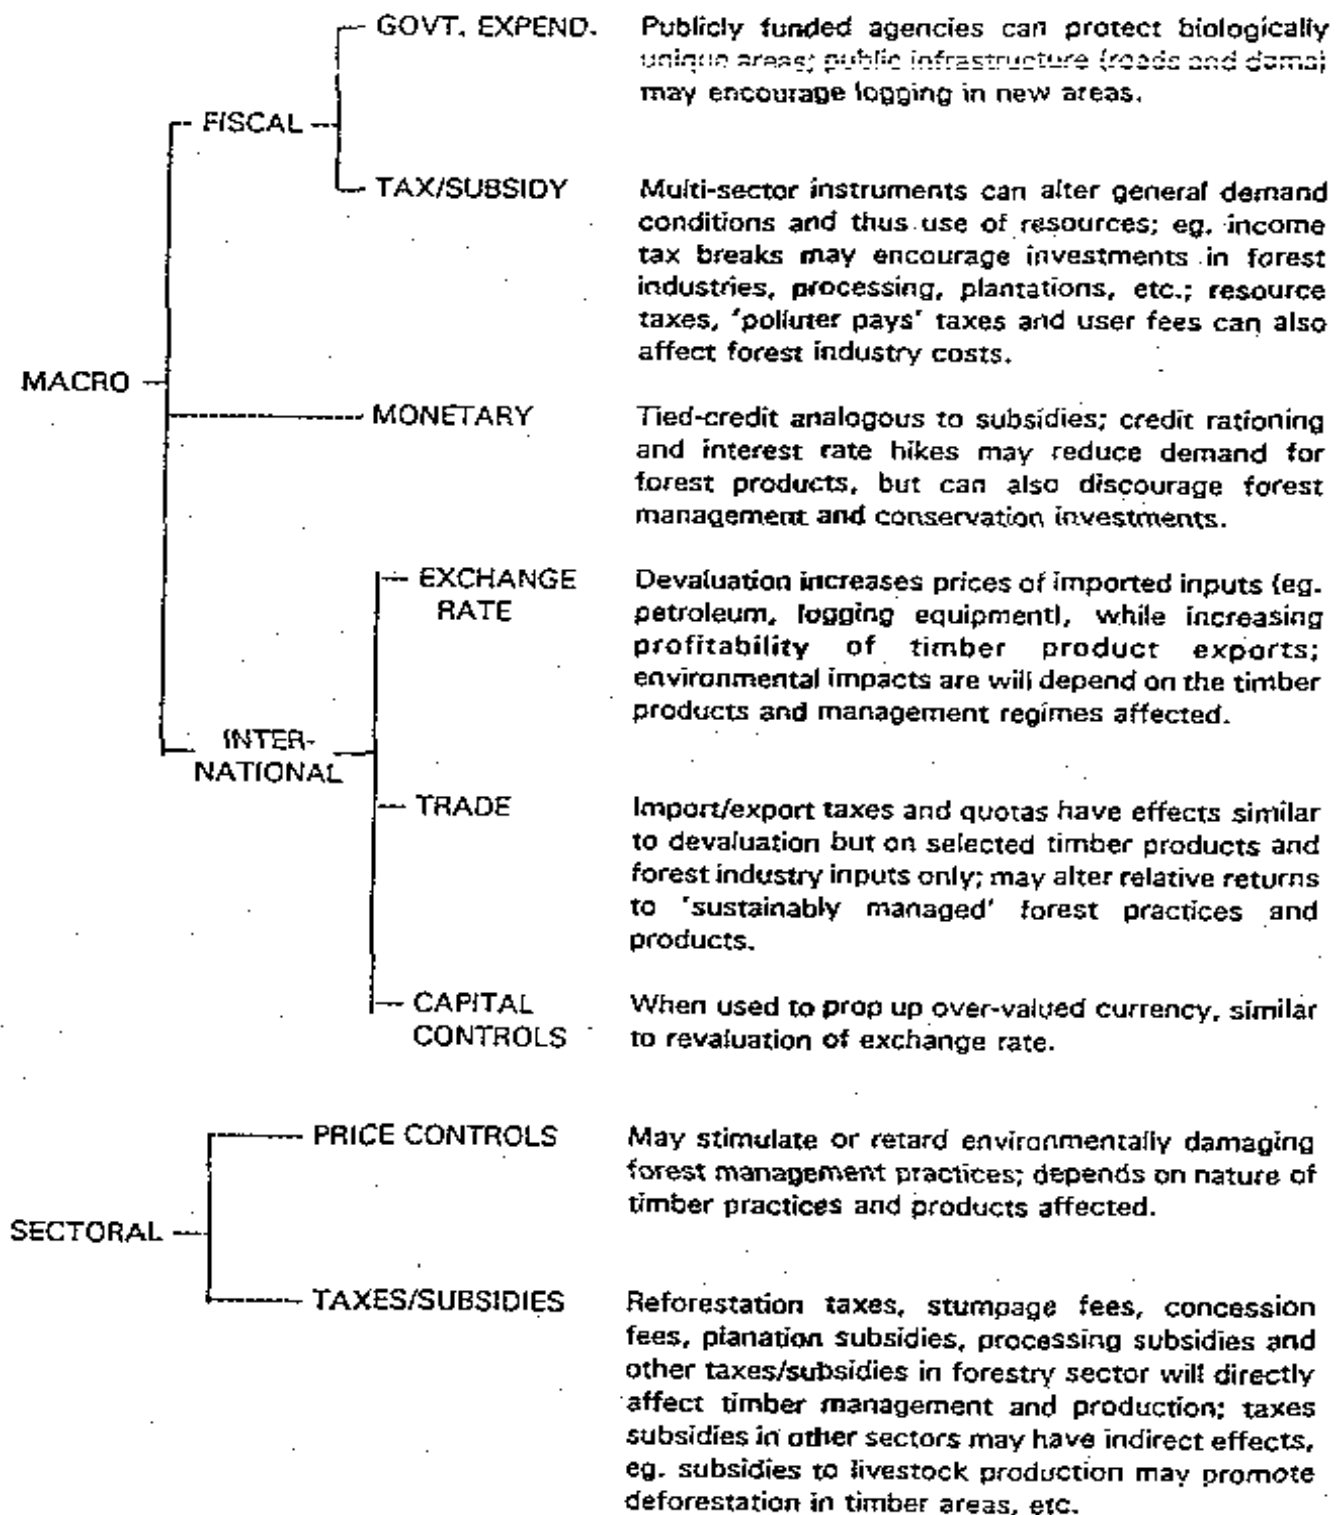 GOVT. EXPEND. Publicly funded agencies can protect biologically
unique areas; public infrastructure (roads and dams)
may encourage logging in new areas.
FISCAL
TAX/SUBSIDY Multi-sector instruments can alter general demand
conditions and thus use of resources; eg. income
tax breaks may encourage investments in forest
industries, processing, plantations, etc.; resource
taxes, 'polluter pays' taxes and user fees can also
affect forest industry costs.
MACRO
MONETARY Tied-credit analogous to subsidies; credit rationing
and interest rate hikes may reduce demand for
forest products, but can also discourage forest
management and conservation investments.
EXCHANGE Devaluation increases prices of imported inputs (eg.
RATE petroleum, logging equipment), while increasing
profitability of timber product exports;
environmental impacts are will depend on the timber
products and management regimes affected.
INTER-
NATIONAL
TRADE Import/export taxes and quotas have effects similar
to devaluation but on selected timber products and
forest industry inputs only; may alter relative returns
to 'sustainably managed' forest practices and
products.
CAPITAL When used to prop up over-valued currency, similar
CONTROLS to revaluation of exchange rate.
PRICE CONTROLS May stimulate or retard environmentally damaging
forest management practices; depends on nature of
timber practices and products affected.
SECTORAL
TAXES/SUBSIDIES Reforestation taxes, stumpage fees, concession
fees, planation subsidies, processing subsidies and
other taxes/subsidies in forestry sector will directly
affect timber management and production; taxes
subsidies in other sectors may have indirect effects,
eg. subsidies to livestock production may promote
deforestation in timber areas, etc.